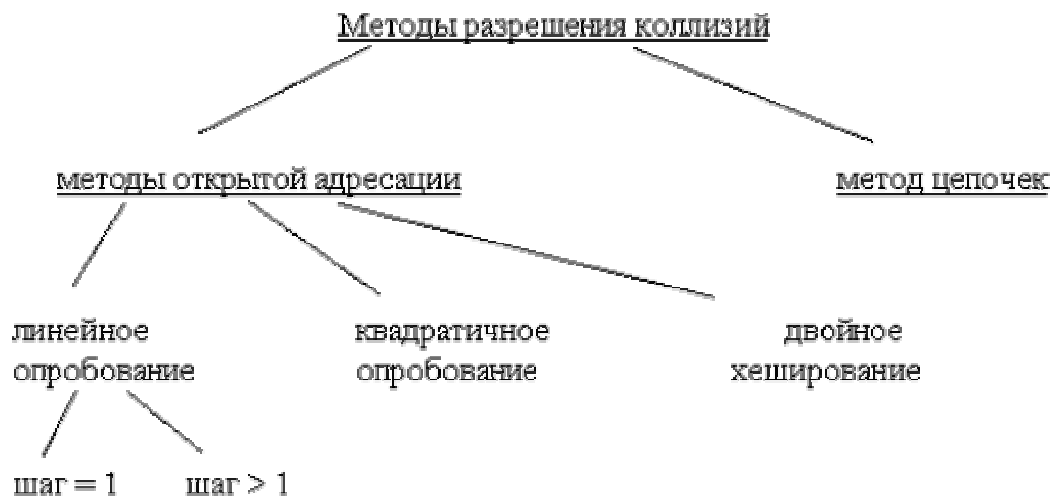 Методы разрешения коллизий
методы открытой адресации
метод цепочек
линейное
опробование
квадратичное
опробование
двойное
хеширование
шаг = 1
шаг > 1